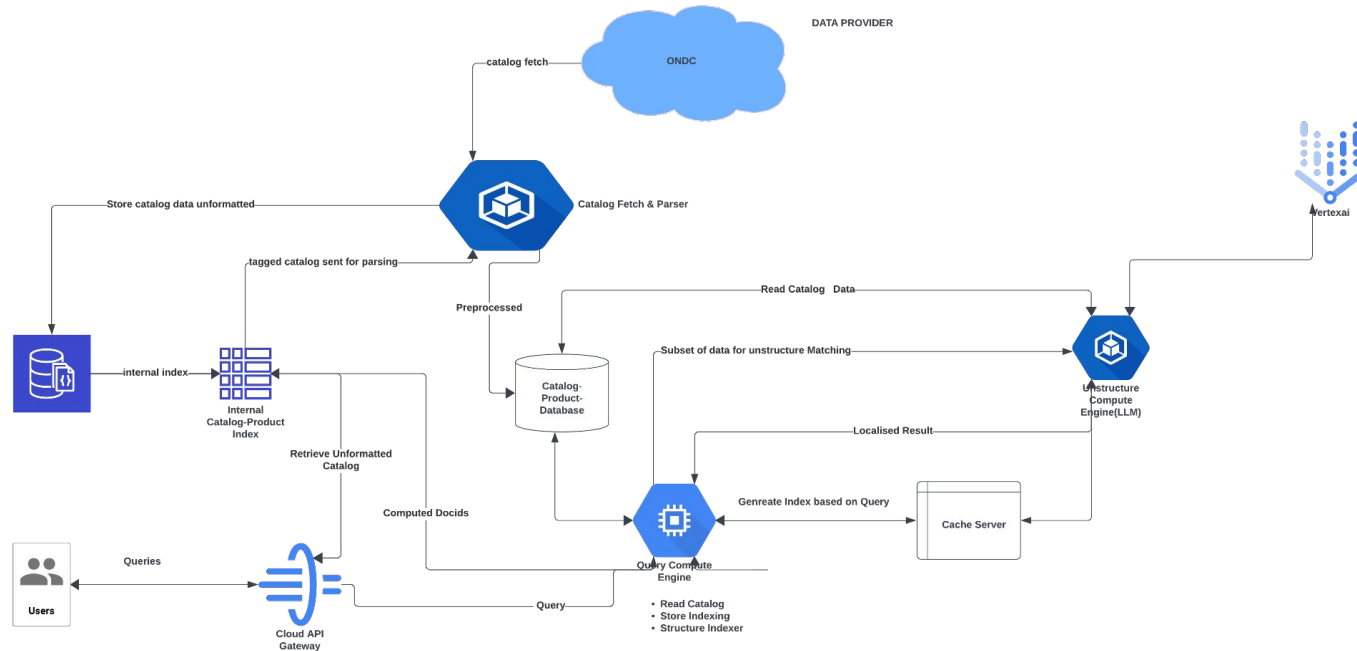 DATA PROVIDER
ONDC
catalog fetch
Vertexai
Store catalog data unformatted
Catalog Fetch & Parser
tagged catalog sent for parsing
Read Catalog Data
Preprocessed
Subset of data for unstructure Matching
internal index
Catalog-
Product-
Database
Unstructure
Compute
Engine(LLM)
Internal
Catalog-Product
Index
Localised Result
Retrieve Unformatted
Catalog
Genreate Index based on Query
Computed Docids
Cache Server
Queries
Query Compute
Engine
Users
Query
• Read Catalog
• Store Indexing
• Structure Indexer
Cloud API
Gateway